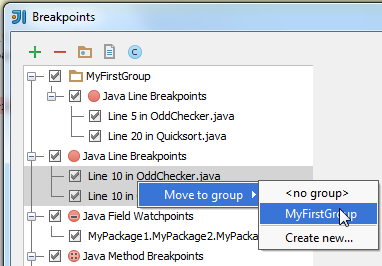 Breakpoints
C
MyFirstGroup
Java Line Breakpoints
Line 5 in OddChecker.java
Line 20 in Quicksort.java
Java Line Breakpoints
Line 10 in OddChecker.java
Line 10 in
Move to group
<no group>
MyFirstGroup
Create new...
Java Field Watchpoints
MyPackage1.MyPackage2.MyPa
Java Method Breakpoints